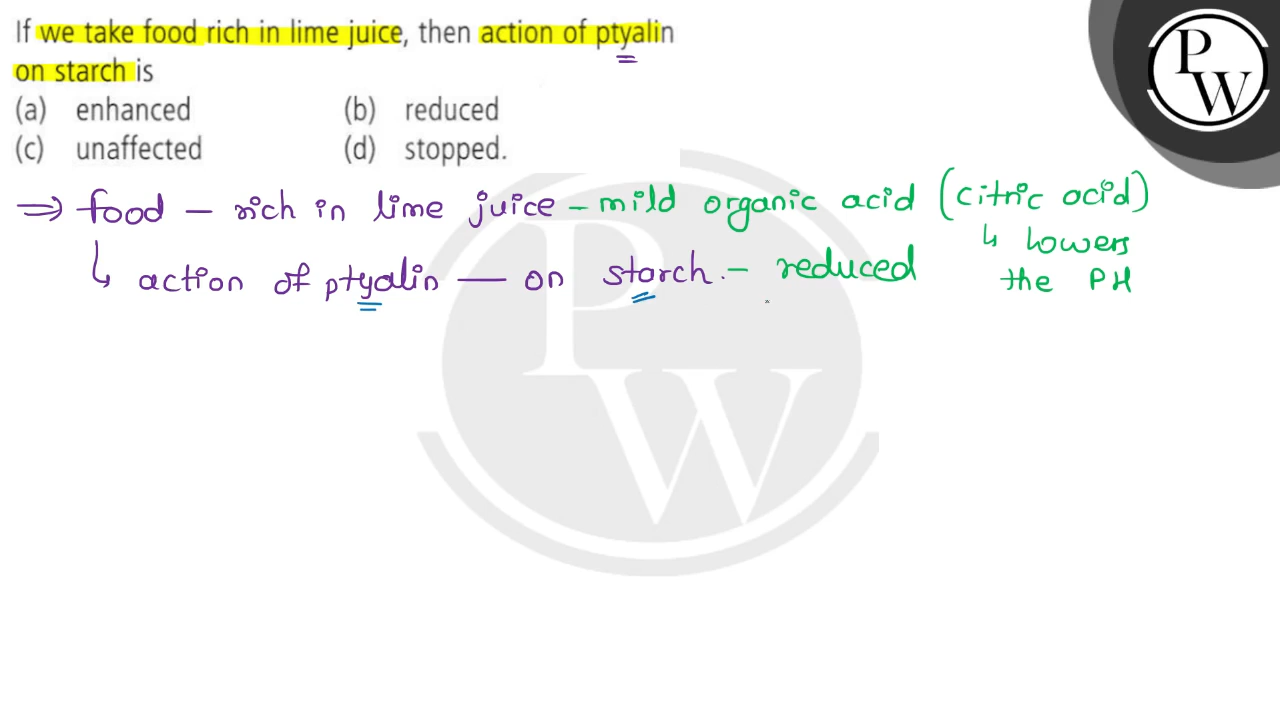 If we take food rich in lime juice, then action of ptyalin
on starch is
(a) enhanced (b) reduced
(c) unaffected (d) stopped.
⇒ food – rich in lime juice – mild organic acid (citric acid)
↳ lowers
↳ action of ptyalin — on starch. – reduced the PH
P
W
P
W